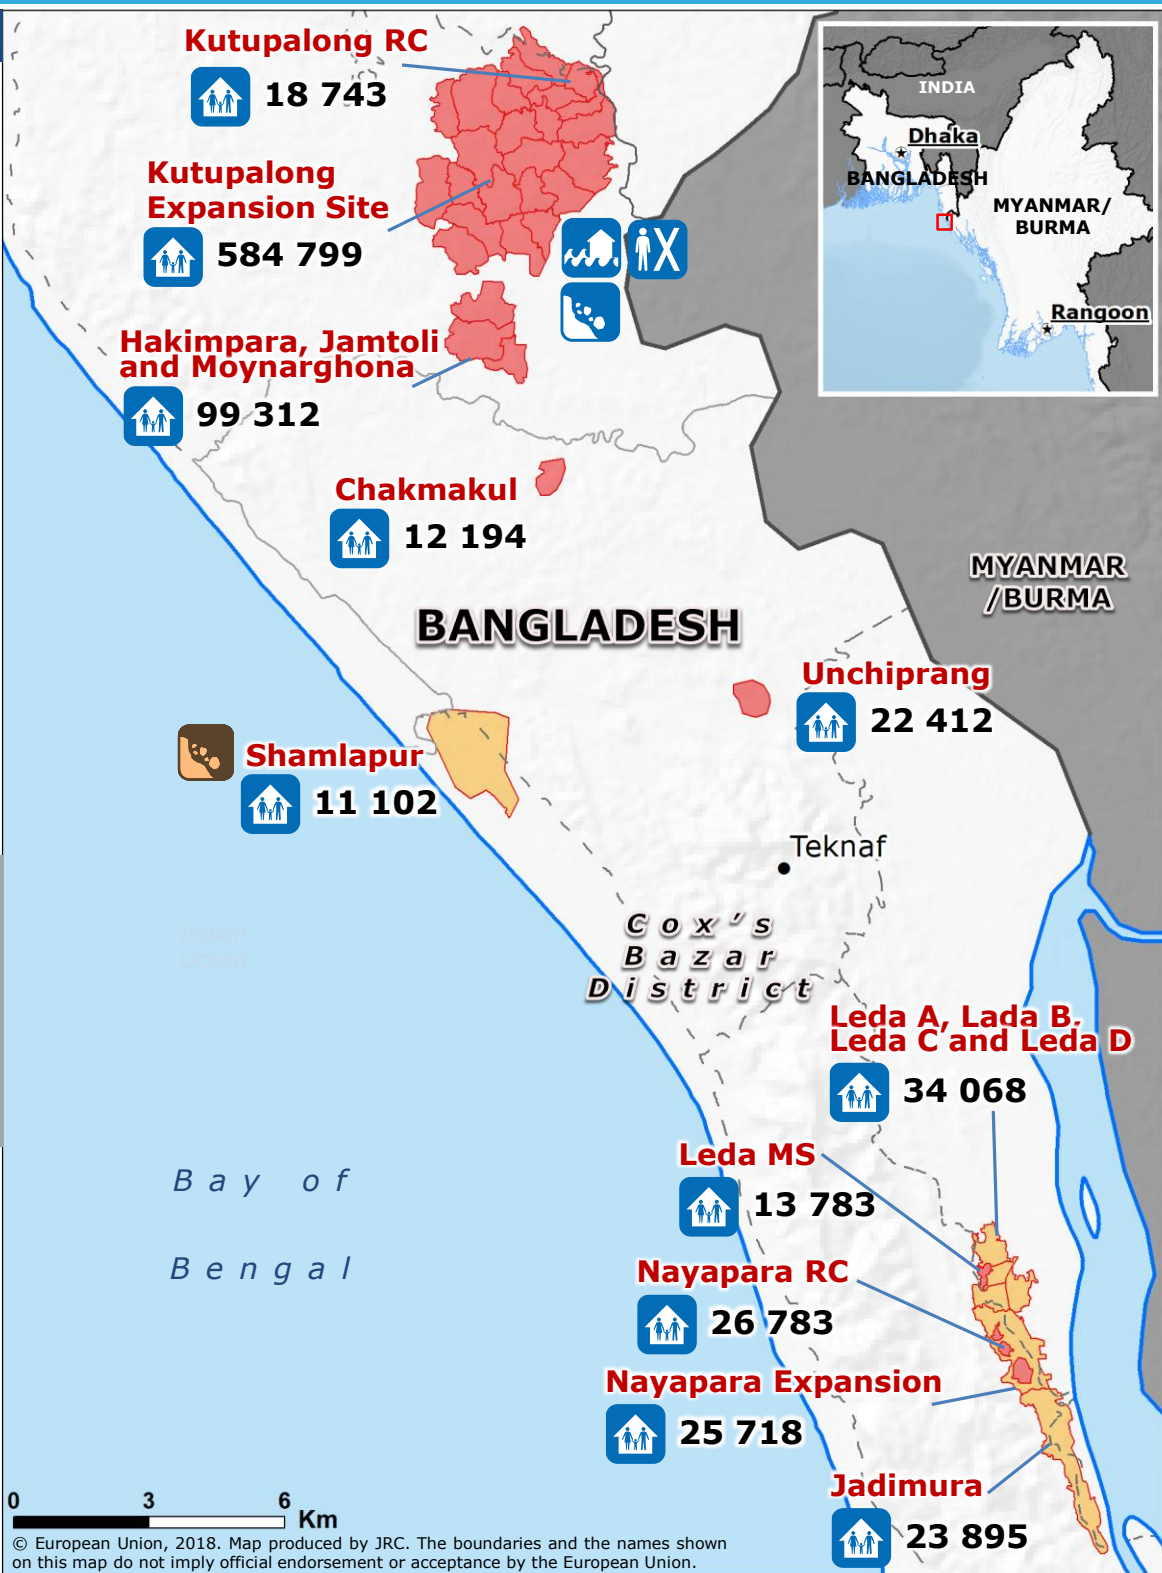 Kutupalong RC
18 743
Kutupalong
Expansion Site
584 799
Hakimpara, Jamtoli
and Moynarghona
99 312
Chakmakul
12 194
INDIA
Dhaka
BANGLADESH
MYANMAR/
BURMA
Rangoon
MYANMAR
/BURMA
BANGLADESH
Unchiprang
22 412
Shamlapur
11 102
Teknaf
Indian
Ocean
Cox's
Bazar
District
Leda A, Lada B,
Leda C and Leda D
34 068
Leda MS
13 783
Bay of
Bengal
Nayapara RC
26 783
Nayapara Expansion
25 718
Jadimura
23 895
0 3 6
Km
© European Union, 2018. Map produced by JRC. The boundaries and the names shown
on this map do not imply official endorsement or acceptance by the European Union.